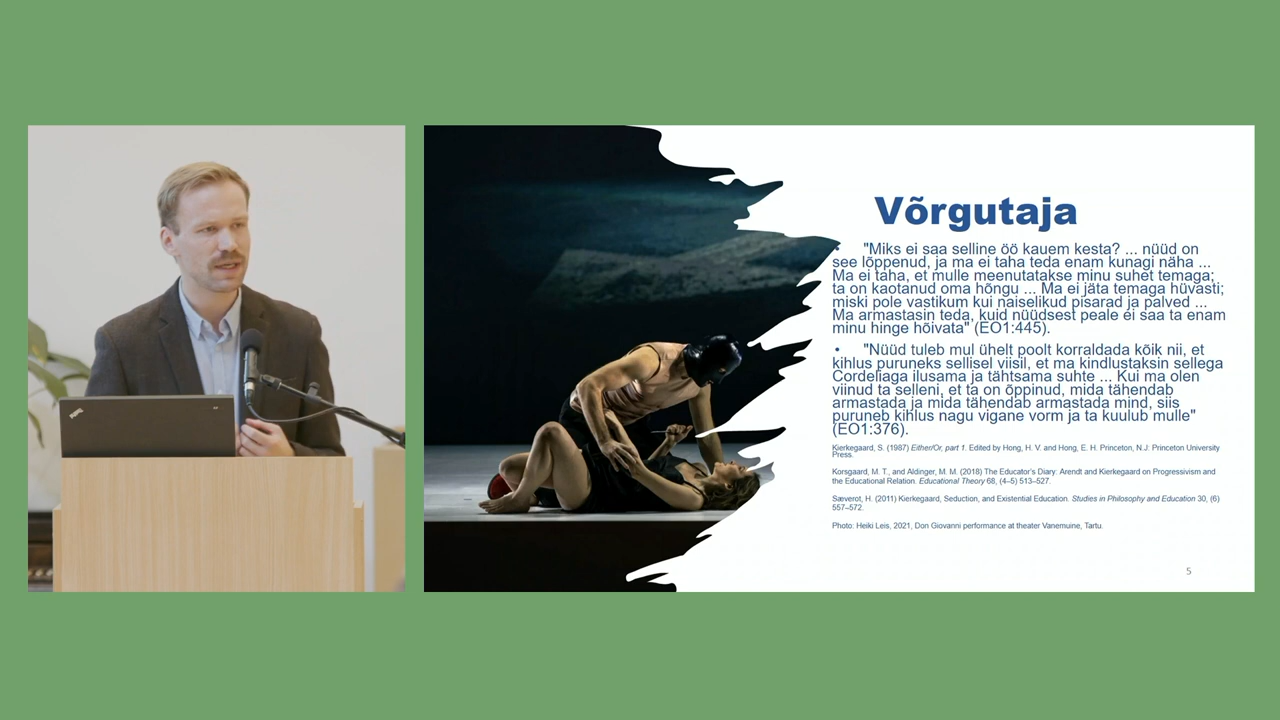 Võrgutaja
• "Miks ei saa selline öö kauem kesta? ... nüüd on
see lõppenud, ja ma ei taha teda enam kunagi näha ...
Ma ei taha, et mulle meenutatakse minu suhet temaga;
ta on kaotanud oma hõngu ... Ma ei jäta temaga hüvasti;
miski pole vastikum kui naiselikud pisarad ja palved ...
Ma armastasin teda, kuid nüüdsest peale ei saa ta enam
minu hinge hõivata" (EO1:445).
• "Nüüd tuleb mul ühelt poolt korraldada kõik nii, et
kihlus puruneks sellisel viisil, et ma kindlustaksin sellega
Cordeliaga ilusama ja tähtsama suhte ... Kui ma olen
viinud ta selleni, et ta on õppinud, mida tähendab
armastada ja mida tähendab armastada mind, siis
puruneb kihlus nagu vigane vorm ja ta kuulub mulle"
(EO1:376).
Kierkegaard, S. (1987) Either/Or, part 1. Edited by Hong, H. V. and Hong, E. H. Princeton, N.J: Princeton University
Press.
Korsgaard, M. T., and Aldinger, M. M. (2018) The Educator's Diary: Arendt and Kierkegaard on Progressivism and
the Educational Relation. Educational Theory 68, (4–5) 513–527.
Sæverot, H. (2011) Kierkegaard, Seduction, and Existential Education. Studies in Philosophy and Education 30, (6)
557–572.
Photo: Heiki Leis, 2021, Don Giovanni performance at theater Vanemuine, Tartu.
5